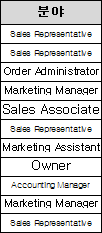 분야
Sales Representative
Sales Representative
Order Administrator
Marketing Manager
Sales Associate
Sales Representative
Marketing Assistant
Owner
Accounting Manager
Marketing Manager
Sales Representative